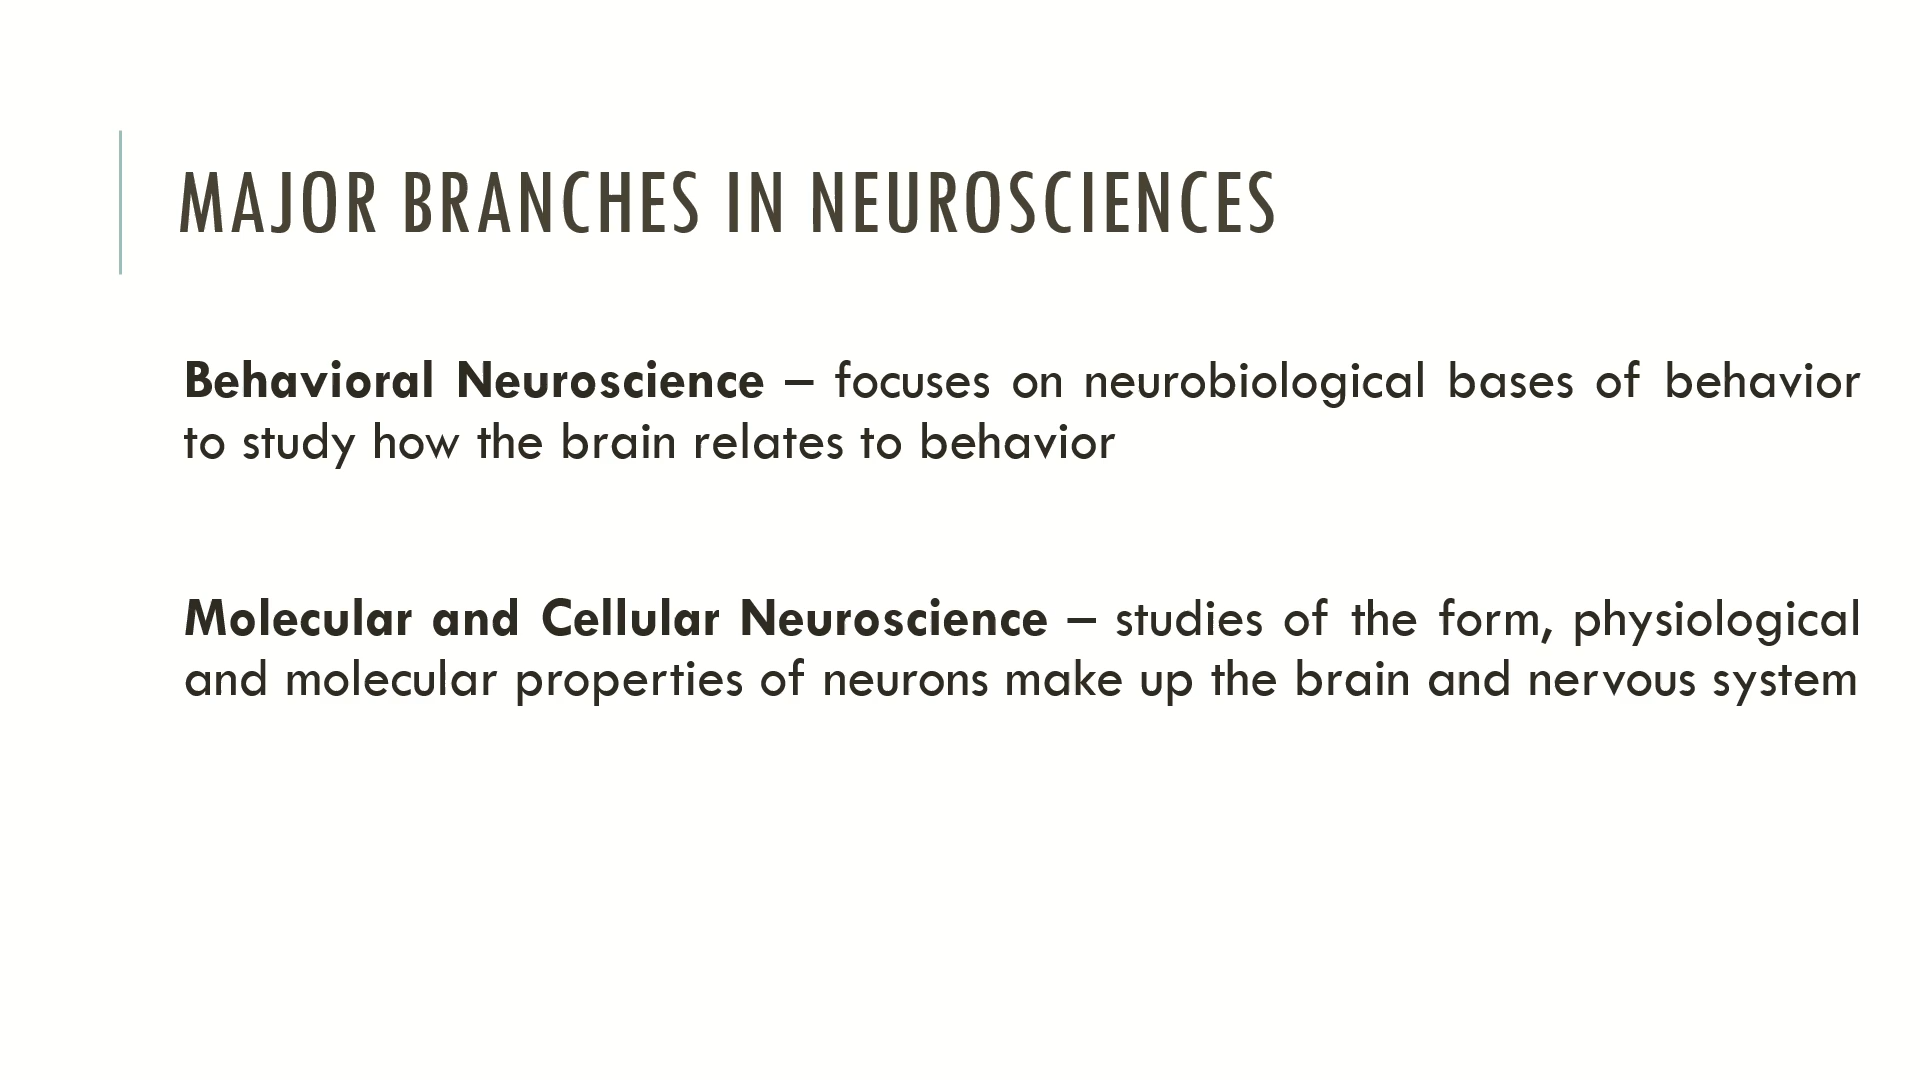 MAJOR BRANCHES IN NEUROSCIENCES
Behavioral Neuroscience – focuses on neurobiological bases of behavior
to study how the brain relates to behavior
Molecular and Cellular Neuroscience – studies of the form, physiological
and molecular properties of neurons make up the brain and nervous system